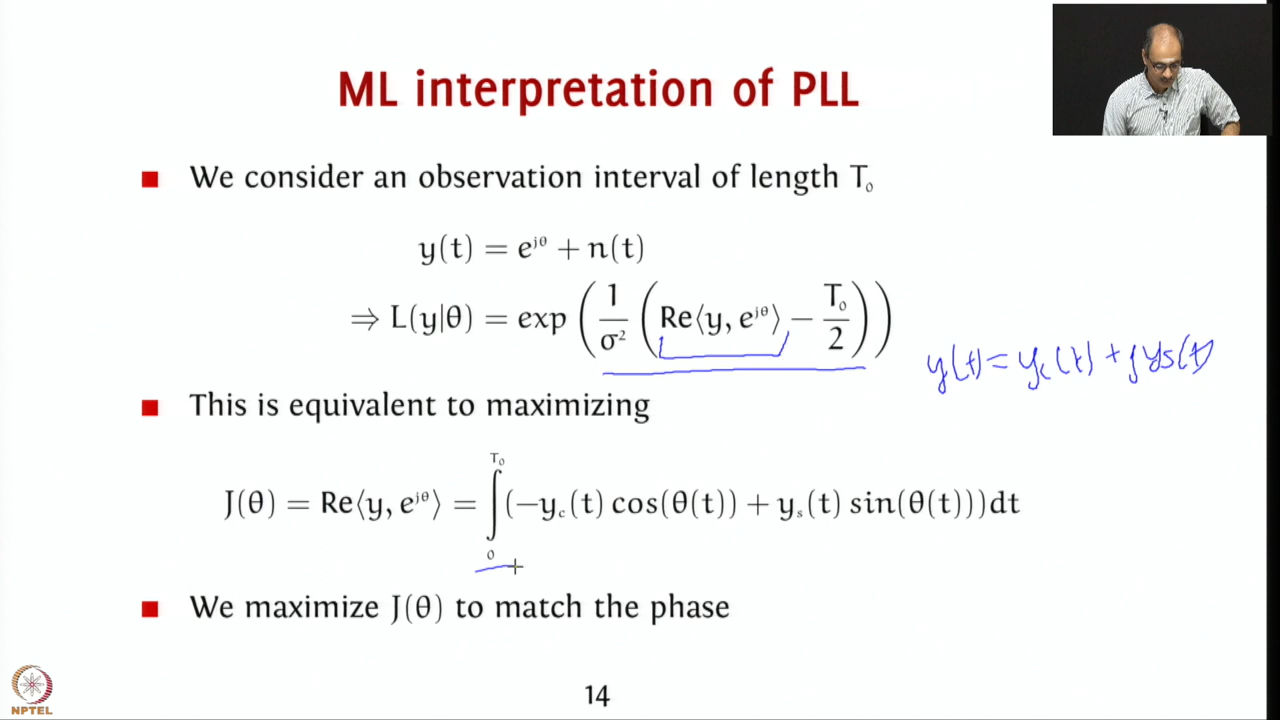 ML interpretation of PLL
■ We consider an observation interval of length T₀
y(t) = e^{jθ} + n(t)
⇒ L(y|θ) = exp(1/σ² (Re⟨y, e^{jθ}⟩ − T₀/2))
y(t) = y_c(t) + j y_s(t)
■ This is equivalent to maximizing
J(θ) = Re⟨y, e^{jθ}⟩ = ∫₀^{T₀} (−y_c(t) cos(θ(t)) + y_s(t) sin(θ(t)))dt
■ We maximize J(θ) to match the phase
NPTEL
14